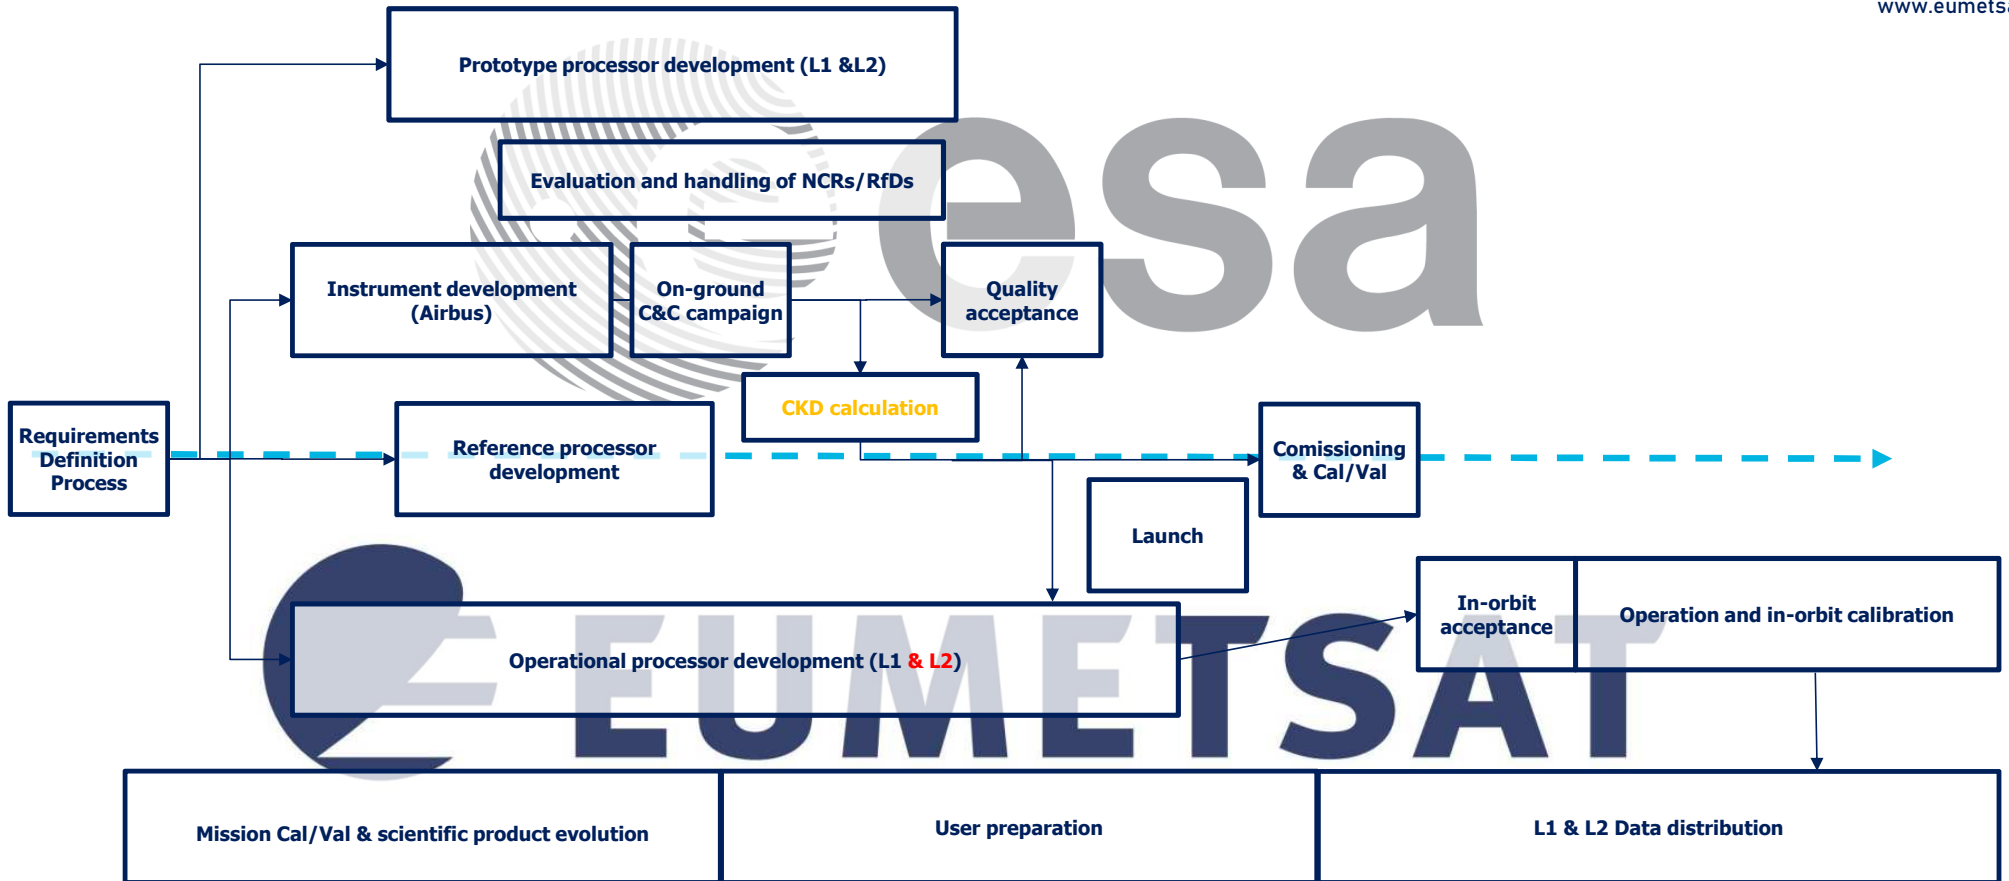 www.eumetsa
Prototype processor development (L1 &L2)
Evaluation and handling of NCRs/RfDs
Instrument development
(Airbus)
On-ground
C&C campaign
Quality
acceptance
CKD calculation
Requirements
Definition
Process
Reference processor
development
Comissioning
& Cal/Val
Launch
In-orbit
acceptance
Operation and in-orbit calibration
Operational processor development (L1 & L2)
Mission Cal/Val & scientific product evolution
User preparation
L1 & L2 Data distribution
esa
EUMETSAT